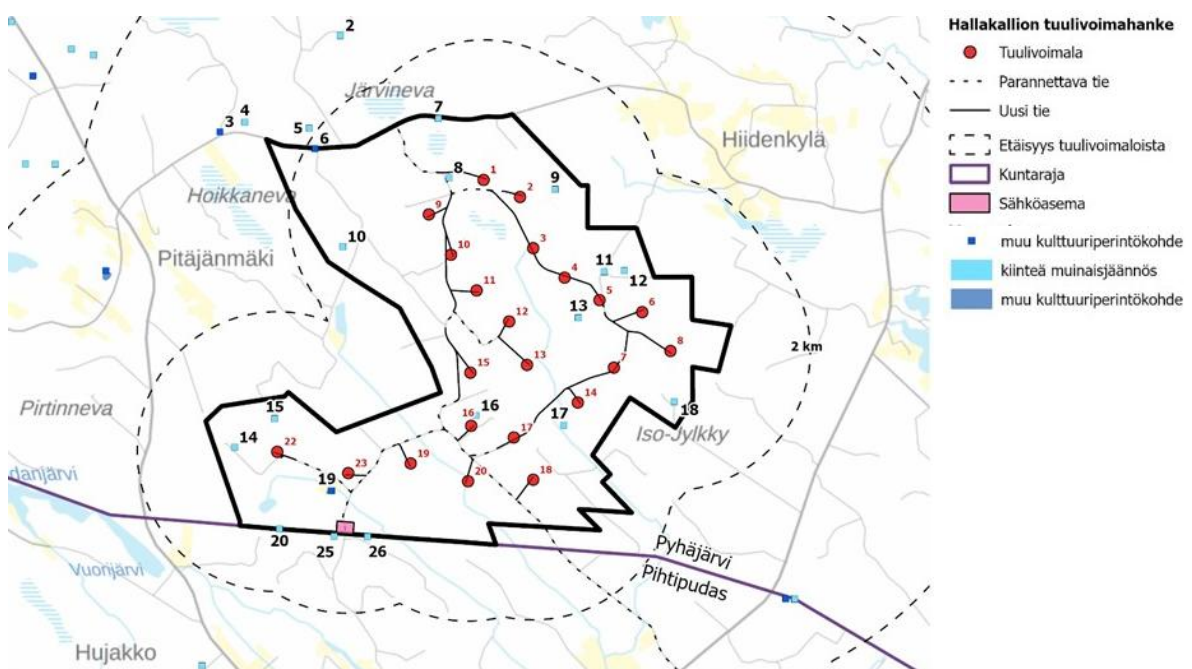 Hallakallion tuulivoimahanke
Tuulivoimala
Parannettava tie
Uusi tie
Etäisyys tuulivoimaloista
Kuntaraja
Sähköasema
muu kulttuuriperintökohde
kiinteä muinaisjäännös
muu kulttuuriperintökohde
2
Järvineva
3 4 5 6 7
Hiidenkylä
8 1 2 9
Hoikkaneva
9
10 10 3
Pitäjänmäki
11 4 11 12
5 6
12 13
2 km
13 8
15 7
Pirtinneva
15 16 14 18
16 17
14 17 Iso-Jylkky
22 19
danjärvi
23 20 18
19
20 25 26
Pyhäjärvi
Pihtipudas
Vuonjärvi
Hujakko